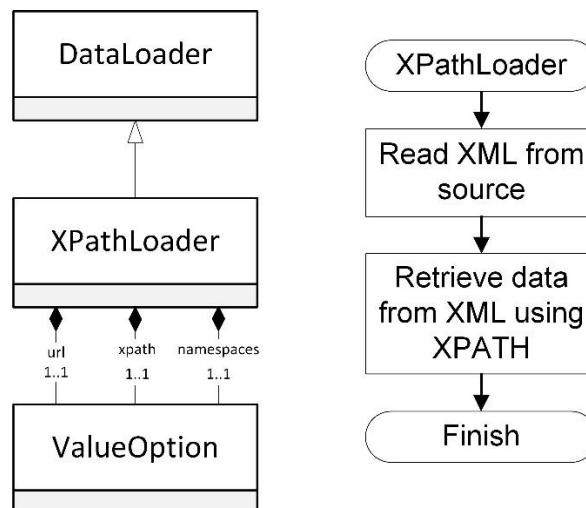 DataLoader
XPathLoader
url xpath namespaces
1..1 1..1 1..1
ValueOption
XPathLoader
Read XML from
source
Retrieve data
from XML using
XPATH
Finish